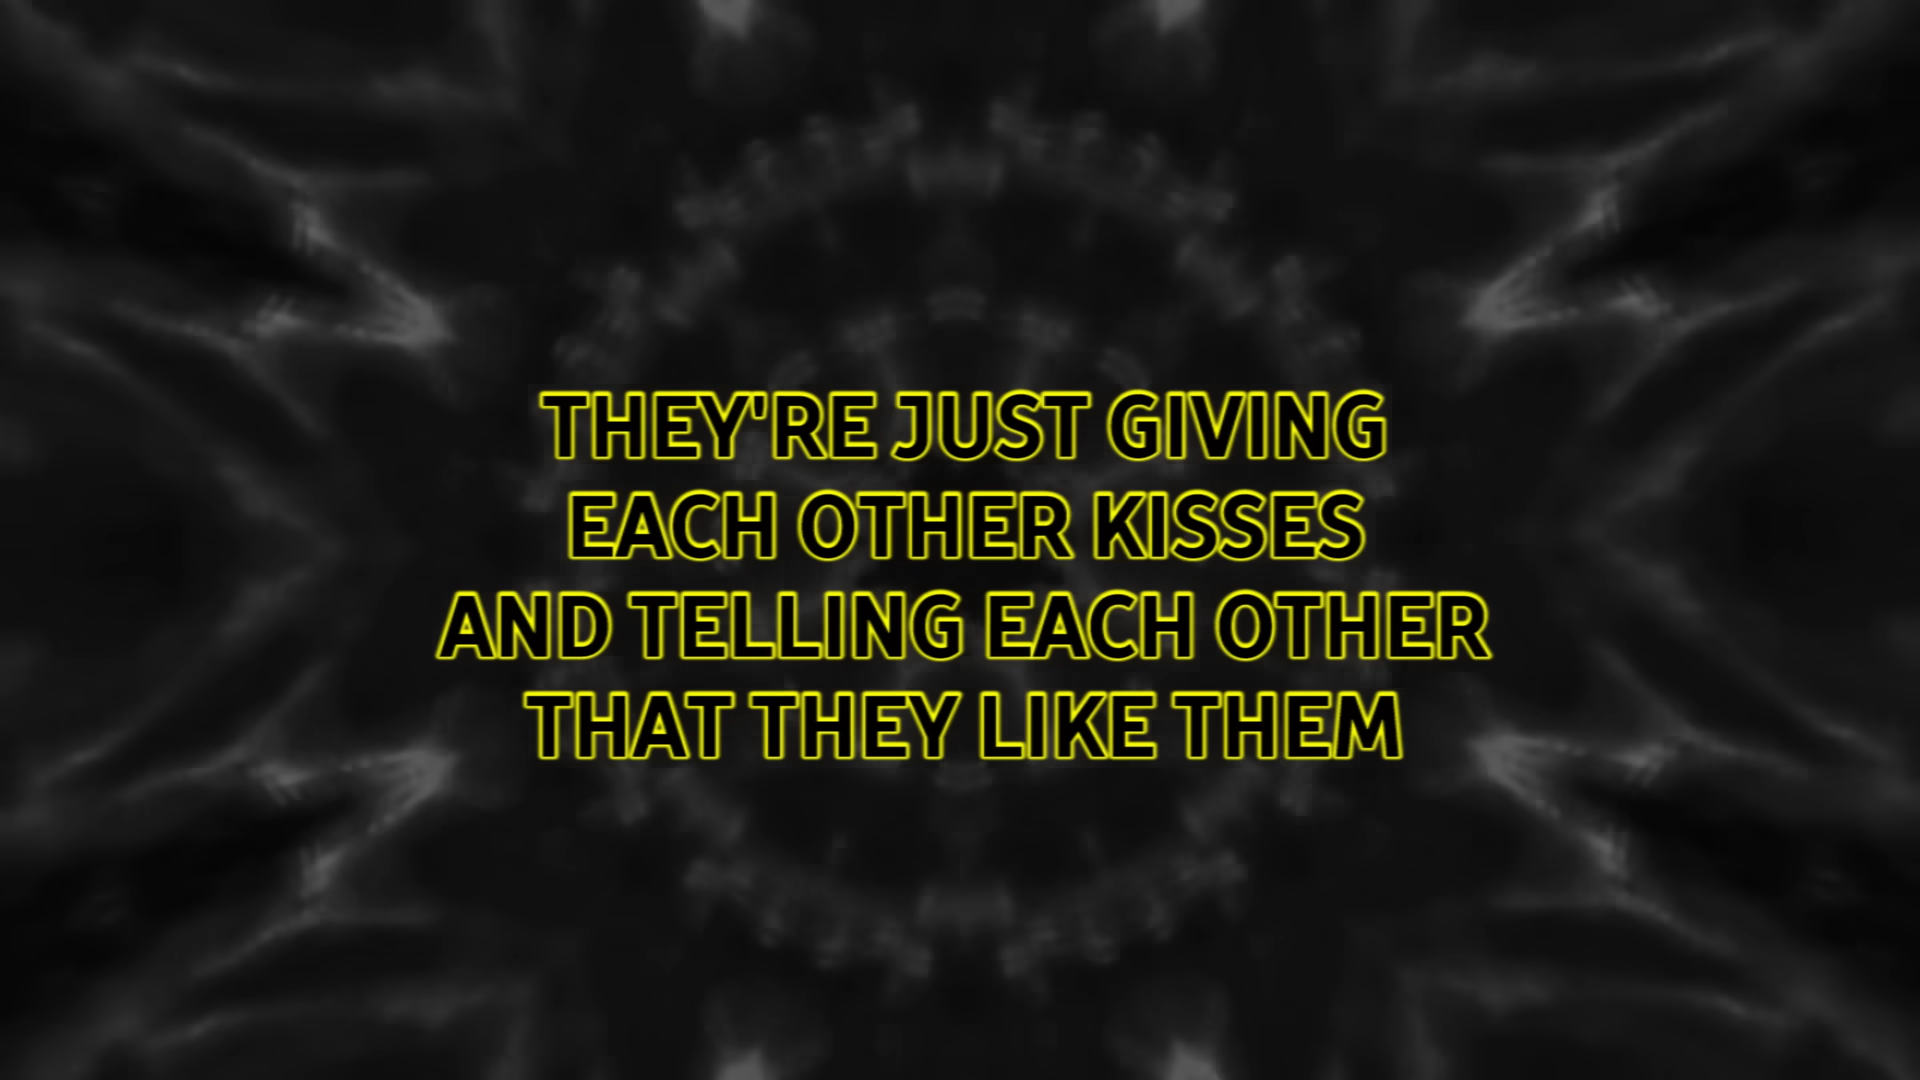 THEY'RE JUST GIVING
EACH OTHER KISSES
AND TELLING EACH OTHER
THAT THEY LIKE THEM